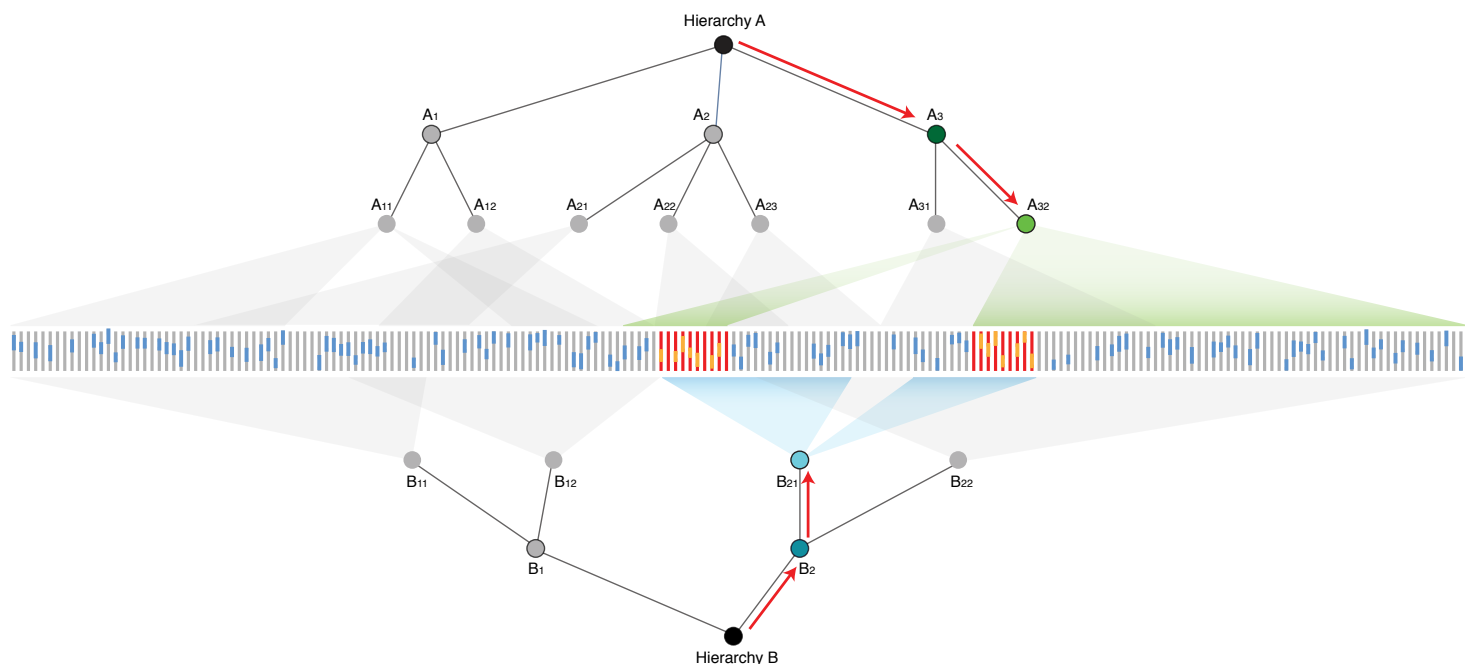 Hierarchy A
A1
A2
A3
A11
A12
A21
A22
A23
A31
A32
B11
B12
B21
B22
B1
B2
Hierarchy B